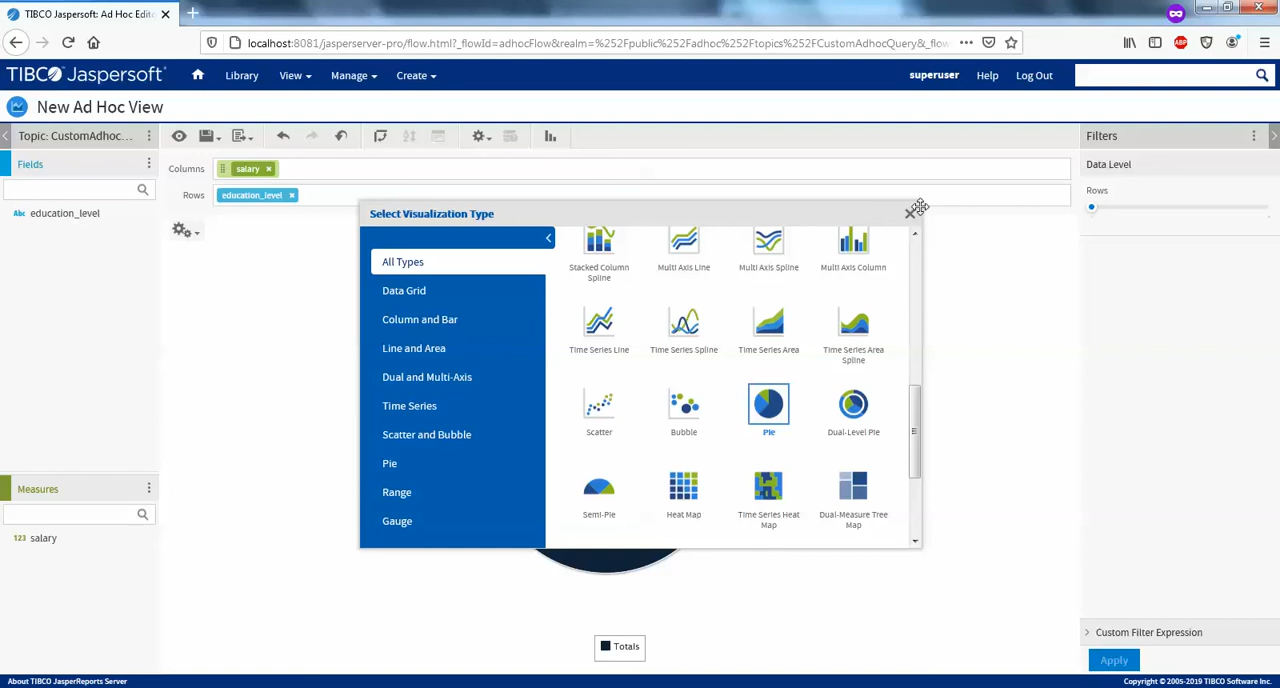 TIBCO Jaspersoft: Ad Hoc Edito
localhost:8081/jasperserver-pro/flow.html?_flowId=adhocFlow&realm=%252Fpublic%252Fadhoc%252Ftopics%252FCustomAdhocQuery&_flow
ABP
TIBCO Jaspersoft™
Library
View
Manage
Create
superuser
Help
Log Out
New Ad Hoc View
Topic: CustomAdhoc...
Filters
Fields
Columns
salary
Data Level
Rows
education_level
Rows
Abc education_level
Select Visualization Type
All Types
Data Grid
Column and Bar
Line and Area
Dual and Multi-Axis
Time Series
Scatter and Bubble
Pie
Range
Gauge
Stacked Column Spline
Multi Axis Line
Multi Axis Spline
Multi Axis Column
Time Series Line
Time Series Spline
Time Series Area
Time Series Area Spline
Scatter
Bubble
Pie
Dual-Level Pie
Semi-Pie
Heat Map
Time Series Heat Map
Dual-Measure Tree Map
Measures
123 salary
Totals
Custom Filter Expression
Apply
About TIBCO JasperReports Server
Copyright © 2005-2019 TIBCO Software Inc.